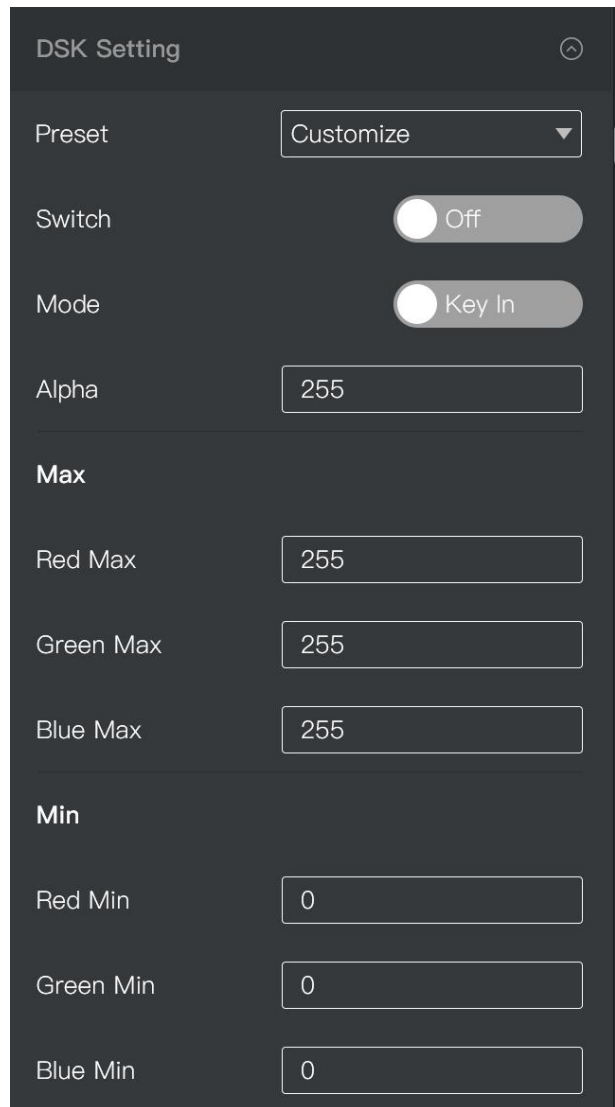 DSK Setting
Preset Customize
Switch Off
Mode Key In
Alpha 255
Max
Red Max 255
Green Max 255
Blue Max 255
Min
Red Min 0
Green Min 0
Blue Min 0